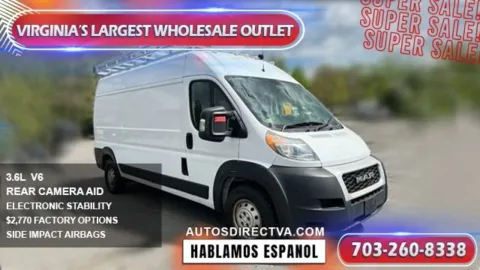 VIRGINIA'S LARGEST WHOLESALE OUTLET
SUPER SALE!
SUPER SALE!
SUPER SALE!
RAM
3.6L V6
REAR CAMERA AID
ELECTRONIC STABILITY
$2,770 FACTORY OPTIONS
SIDE IMPACT AIRBAGS
AUTOSDIRECTVA.COM
HABLAMOS ESPANOL
703-260-8338